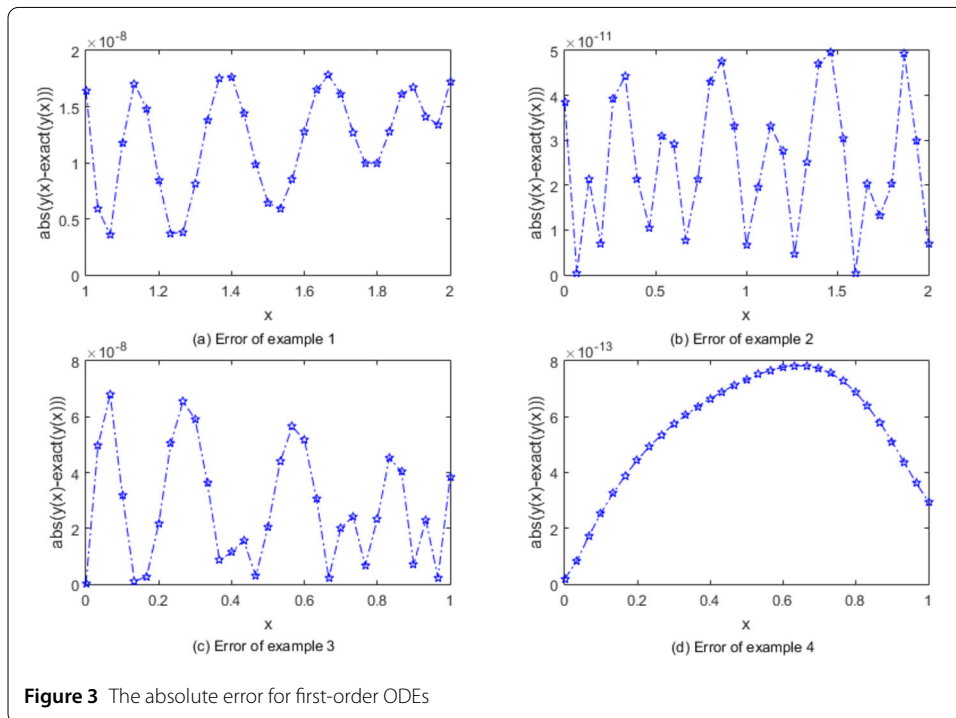 ×10⁻⁸
2
1.5
1
0.5
0
abs(y(x)-exact(y(x)))
1 1.2 1.4 1.6 1.8 2
x
(a) Error of example 1
×10⁻¹¹
5
4
3
2
1
0
abs(y(x)-exact(y(x)))
0 0.5 1 1.5 2
x
(b) Error of example 2
×10⁻⁸
8
6
4
2
0
abs(y(x)-exact(y(x)))
0 0.2 0.4 0.6 0.8 1
x
(c) Error of example 3
×10⁻¹³
8
6
4
2
0
abs(y(x)-exact(y(x)))
0 0.2 0.4 0.6 0.8 1
x
(d) Error of example 4
Figure 3 The absolute error for first-order ODEs